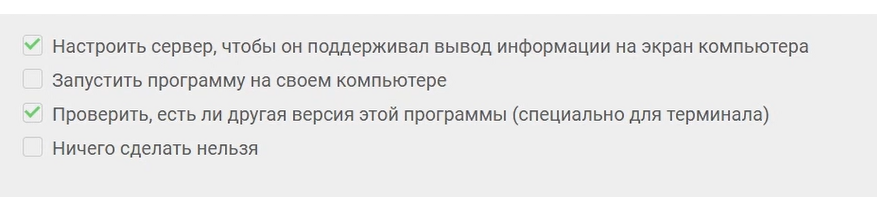 Настроить сервер, чтобы он поддерживал вывод информации на экран компьютера
Запустить программу на своем компьютере
Проверить, есть ли другая версия этой программы (специально для терминала)
Ничего сделать нельзя